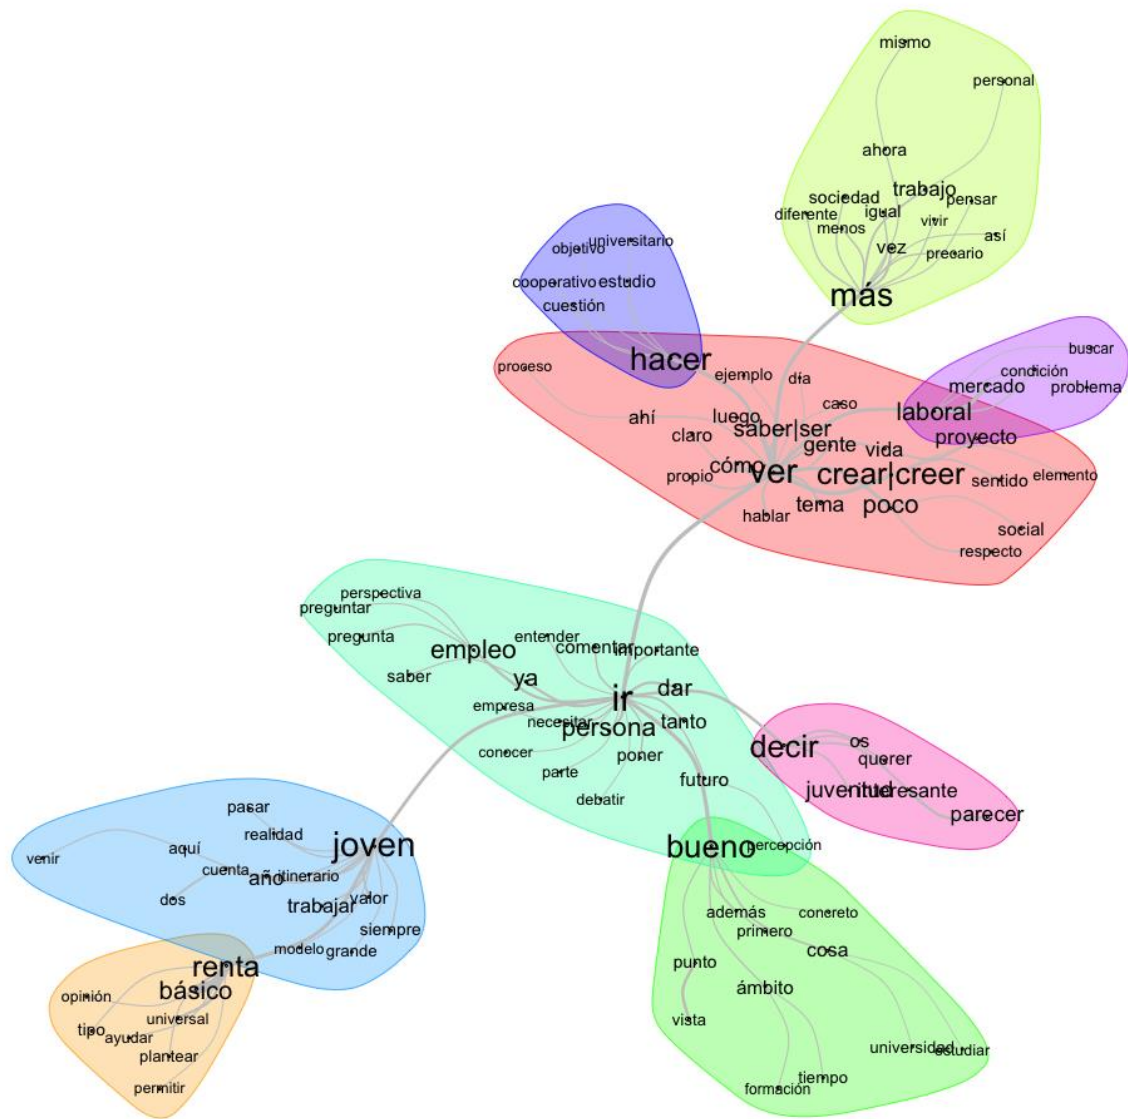 mismo
personal
ahora
sociedad
trabajo
diferente
igual
pensar
menos
vivir
así
vez
precario
más
objetivo
universitario
cooperativo
estudio
cuestión
hacer
proceso
ejemplo
día
buscar
condición
mercado
problema
caso
laboral
ahí
luego
saber|ser
claro
gente
vida
proyecto
cómo
ver
crear|creer
propio
sentido
elemento
hablar
tema
poco
social
respecto
perspectiva
preguntar
pregunta
entender
comentar
importante
empleo
saber
ya
ir
dar
empresa
necesitar
persona
tanto
conocer
parte
poner
debatir
futuro
decir
os
querer
juventud
interesante
parecer
bueno
percepción
pasar
realidad
joven
venir
aquí
cuenta
año
itinerario
dos
trabajar
valor
siempre
modelo
grande
renta
básico
opinión
universal
tipo
ayudar
plantear
permitir
además
concreto
primero
cosa
punto
ámbito
vista
universidad
estudiar
tiempo
formación